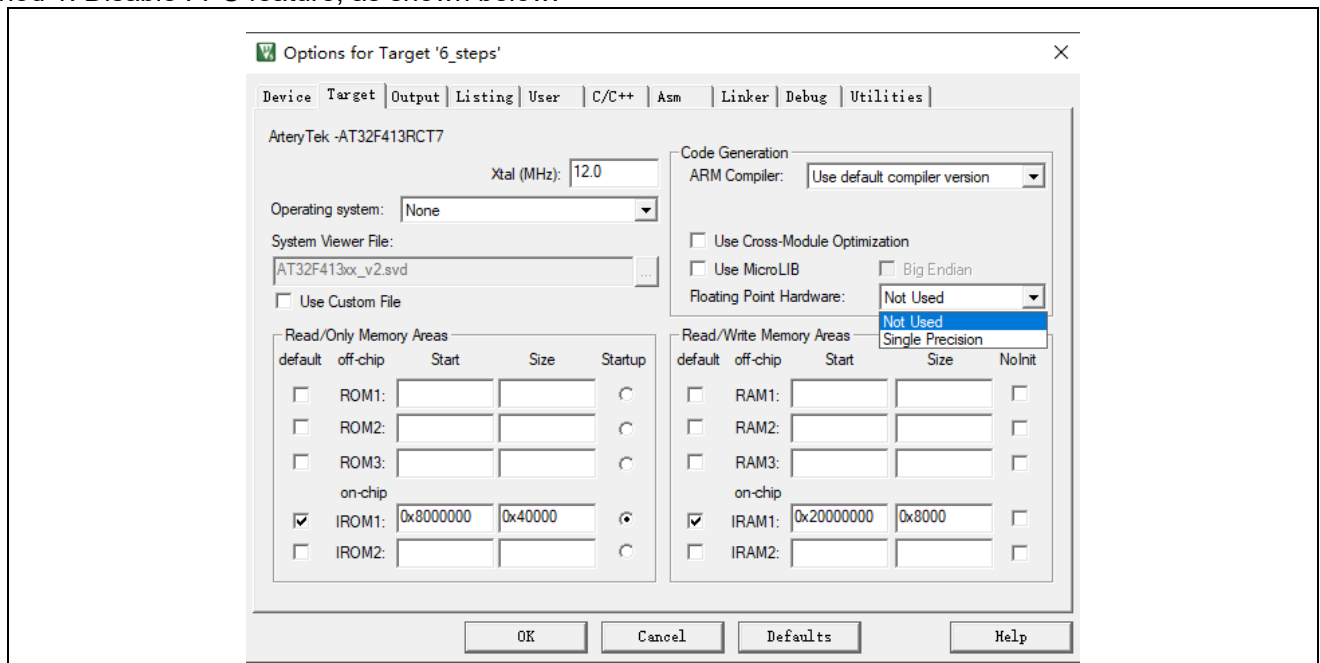 Options for Target '6_steps'
Device Target Output Listing User C/C++ Asm Linker Debug Utilities
ArteryTek -AT32F413RCT7
Xtal (MHz): 12.0
Operating system: None
System Viewer File:
AT32F413xx_v2.svd ...
Use Custom File
Code Generation
ARM Compiler: Use default compiler version
Use Cross-Module Optimization
Use MicroLIB Big Endian
Floating Point Hardware: Not Used
Not Used
Single Precision
Read/Only Memory Areas
default off-chip Start Size Startup
ROM1:
ROM2:
ROM3:
on-chip
IROM1: 0x8000000 0x40000
IROM2:
Read/Write Memory Areas
default off-chip Start Size NoInit
RAM1:
RAM2:
RAM3:
on-chip
IRAM1: 0x20000000 0x8000
IRAM2:
OK Cancel Defaults Help